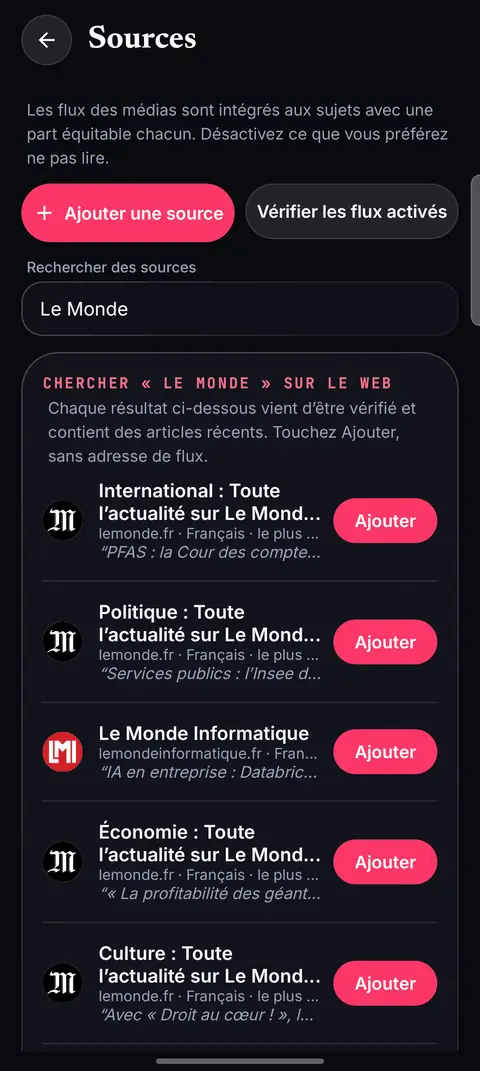 Sources
Les flux des médias sont intégrés aux sujets avec une
part équitable chacun. Désactivez ce que vous préférez
ne pas lire.
+ Ajouter une source
Vérifier les flux activés
Rechercher des sources
Le Monde
CHERCHER « LE MONDE » SUR LE WEB
Chaque résultat ci-dessous vient d’être vérifié et
contient des articles récents. Touchez Ajouter,
sans adresse de flux.
International : Toute
l’actualité sur Le Mond…
lemonde.fr · Français · le plus …
“PFAS : la Cour des compte…
Ajouter
Politique : Toute
l’actualité sur Le Mond…
lemonde.fr · Français · le plus …
“Services publics : l’Insee d…
Ajouter
LMI
Le Monde Informatique
lemondeinformatique.fr · Fran…
“IA en entreprise : Databric…
Ajouter
Économie : Toute
l’actualité sur Le Mond…
lemonde.fr · Français · le plus …
“« La profitabilité des géant…
Ajouter
Culture : Toute
l’actualité sur Le Mond…
lemonde.fr · Français · le plus …
“Avec « Droit au cœur ! », l…
Ajouter